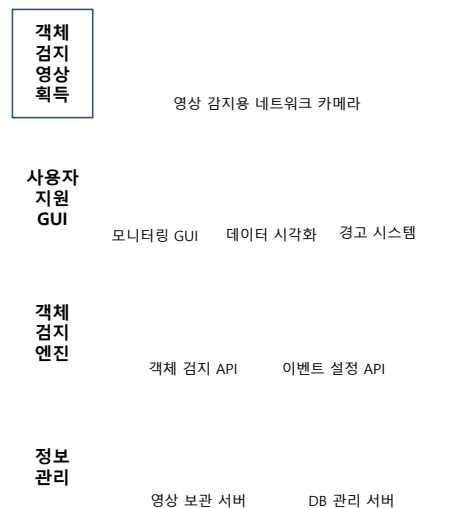 객체
검지
영상
획득
영상 감지용 네트워크 카메라
사용자
지원
GUI
모니터링 GUI 데이터 시각화 경고 시스템
객체
검지
엔진
객체 검지 API 이벤트 설정 API
정보
관리
영상 보관 서버 DB 관리 서버